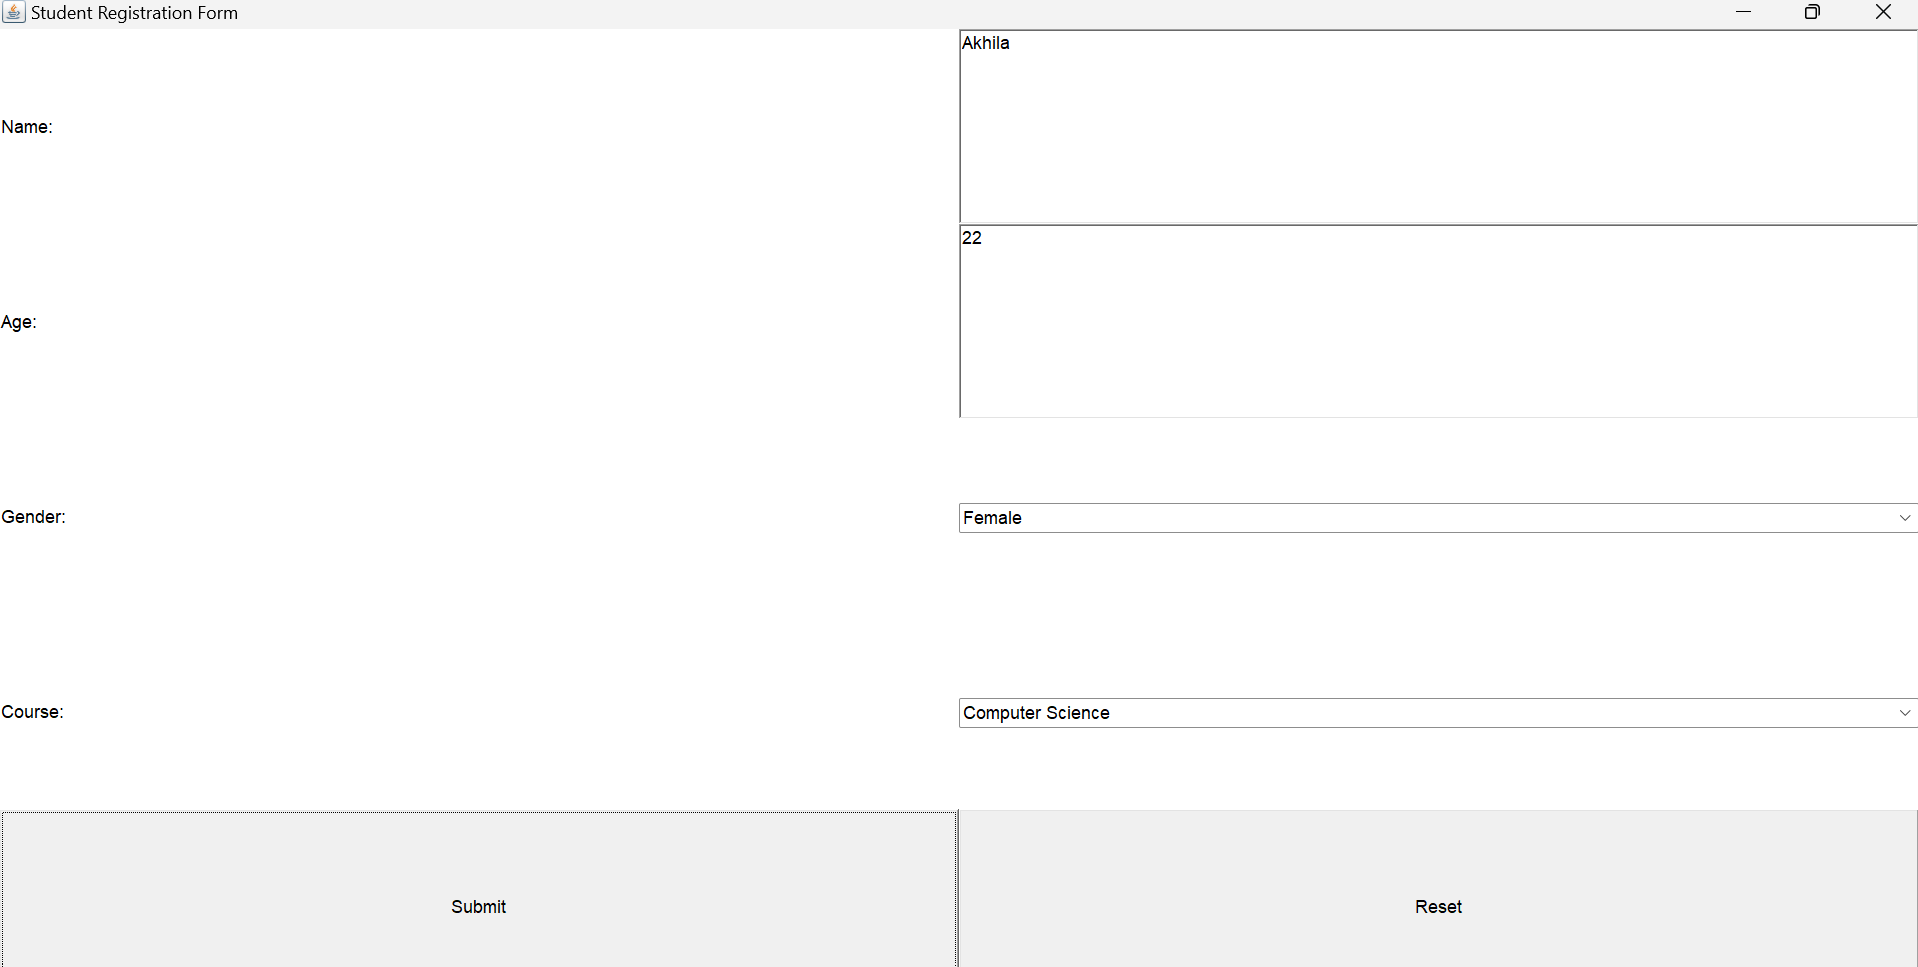 Student Registration Form
Name:
Akhila
Age:
22
Gender:
Female
Course:
Computer Science
Submit
Reset